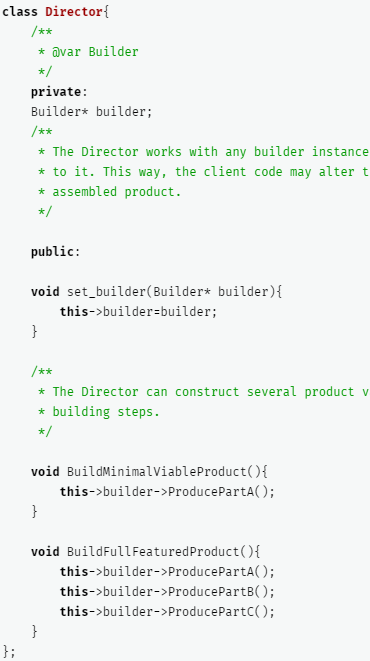 class Director{
    /**
     * @var Builder
     */
    private:
    Builder* builder;
    /**
     * The Director works with any builder instance
     * to it. This way, the client code may alter t
     * assembled product.
     */

    public:

    void set_builder(Builder* builder){
        this->builder=builder;
    }

    /**
     * The Director can construct several product v
     * building steps.
     */

    void BuildMinimalViableProduct(){
        this->builder->ProducePartA();
    }

    void BuildFullFeaturedProduct(){
        this->builder->ProducePartA();
        this->builder->ProducePartB();
        this->builder->ProducePartC();
    }
};